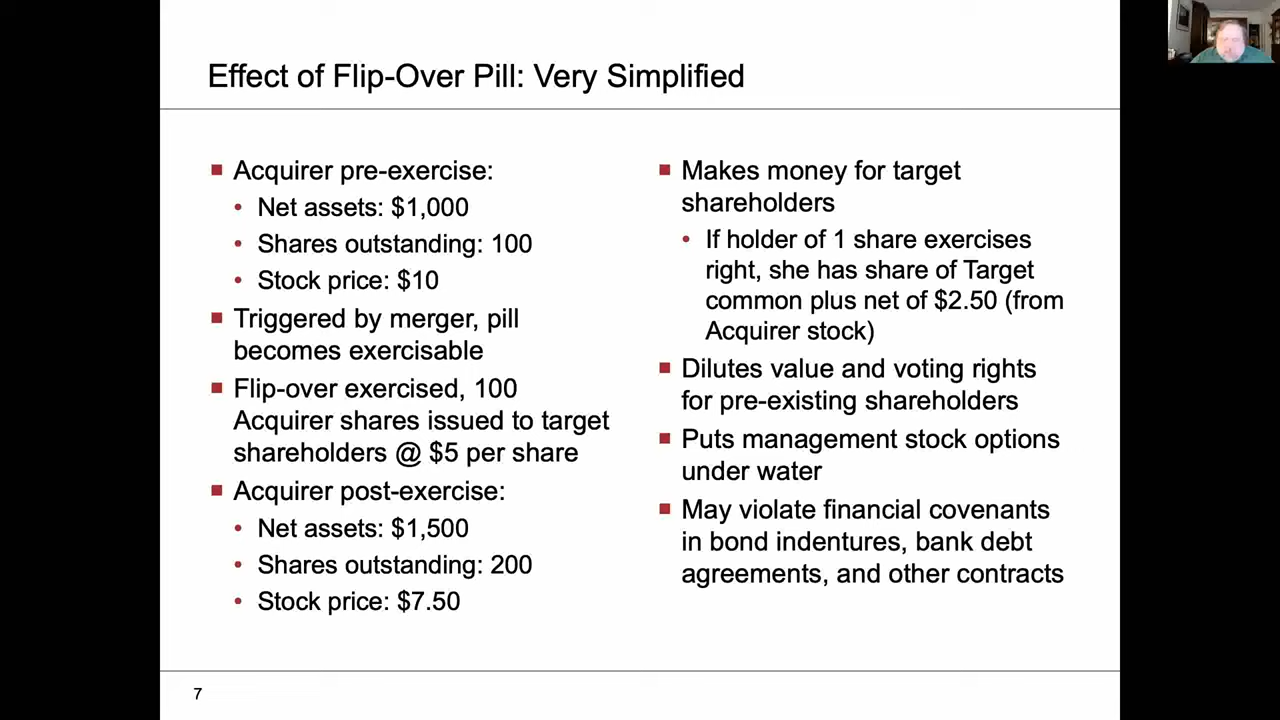 Effect of Flip-Over Pill: Very Simplified
Acquirer pre-exercise:
Net assets: $1,000
Shares outstanding: 100
Stock price: $10
Triggered by merger, pill
becomes exercisable
Flip-over exercised, 100
Acquirer shares issued to target
shareholders @ $5 per share
Acquirer post-exercise:
Net assets: $1,500
Shares outstanding: 200
Stock price: $7.50
Makes money for target
shareholders
If holder of 1 share exercises
right, she has share of Target
common plus net of $2.50 (from
Acquirer stock)
Dilutes value and voting rights
for pre-existing shareholders
Puts management stock options
under water
May violate financial covenants
in bond indentures, bank debt
agreements, and other contracts
7